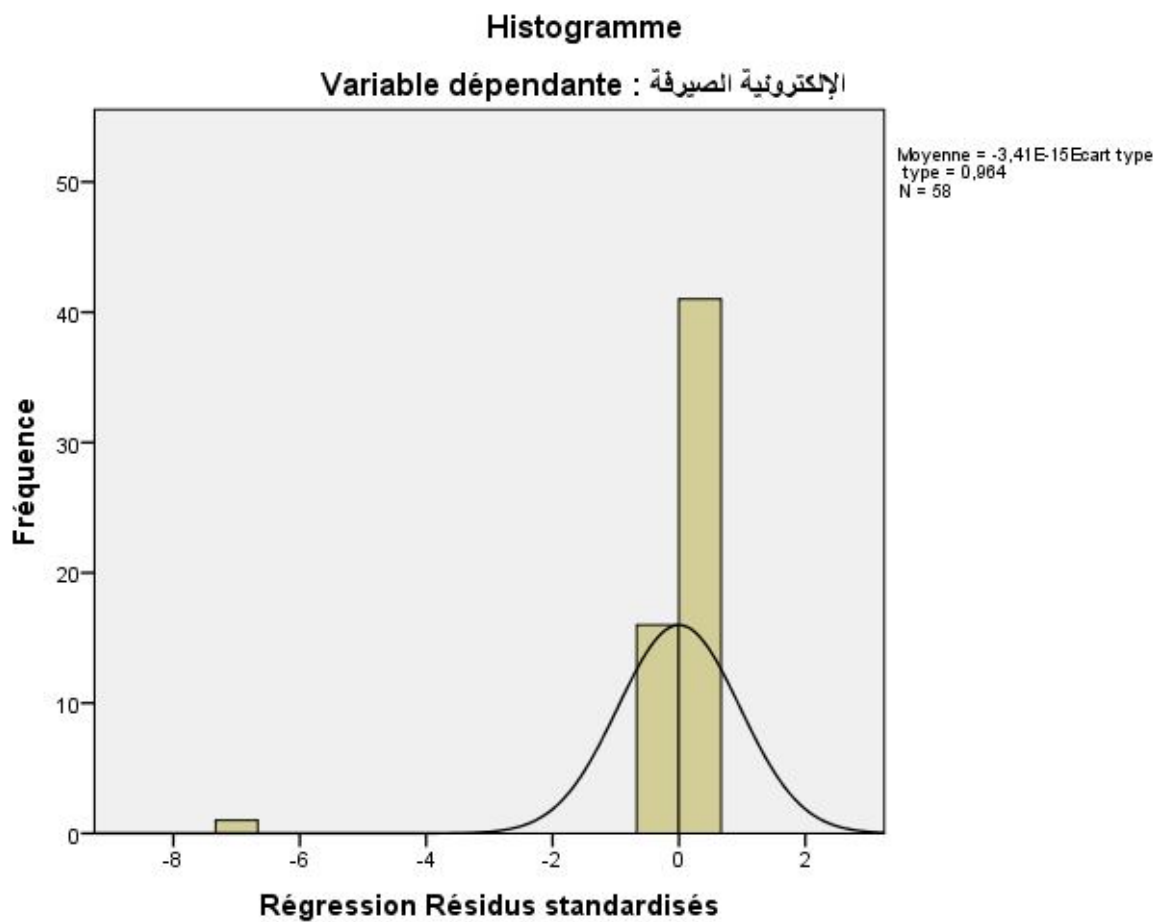 Histogramme
Variable dépendante : الإلكترونية الصيرفة
Moyenne = -3,41E-15Ecart type
type = 0,964
N = 58
Fréquence
50
40
30
20
10
0
-8 -6 -4 -2 0 2
Régression Résidus standardisés